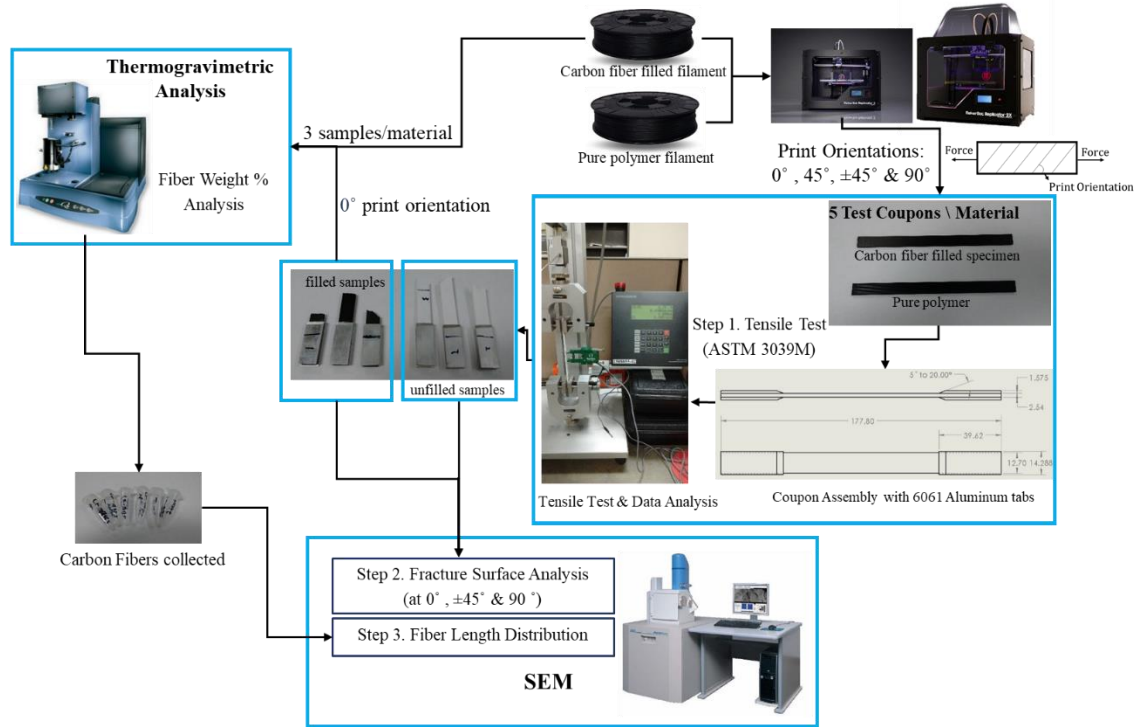 Thermogravimetric
Analysis
Fiber Weight %
Analysis
3 samples/material
0˚ print orientation
Carbon fiber filled filament
Pure polymer filament
Print Orientations:
0˚ , 45˚, ±45˚ & 90˚
Force
Force
Print Orientation
5 Test Coupons \ Material
Carbon fiber filled specimen
Pure polymer
filled samples
unfilled samples
Step 1. Tensile Test
(ASTM 3039M)
5˚ to 20.00°
1.575
2.54
177.80
39.62
12.70
14.288
Tensile Test & Data Analysis
Coupon Assembly with 6061 Aluminum tabs
Carbon Fibers collected
Step 2. Fracture Surface Analysis
(at 0˚ , ±45˚ & 90 ˚)
Step 3. Fiber Length Distribution
SEM